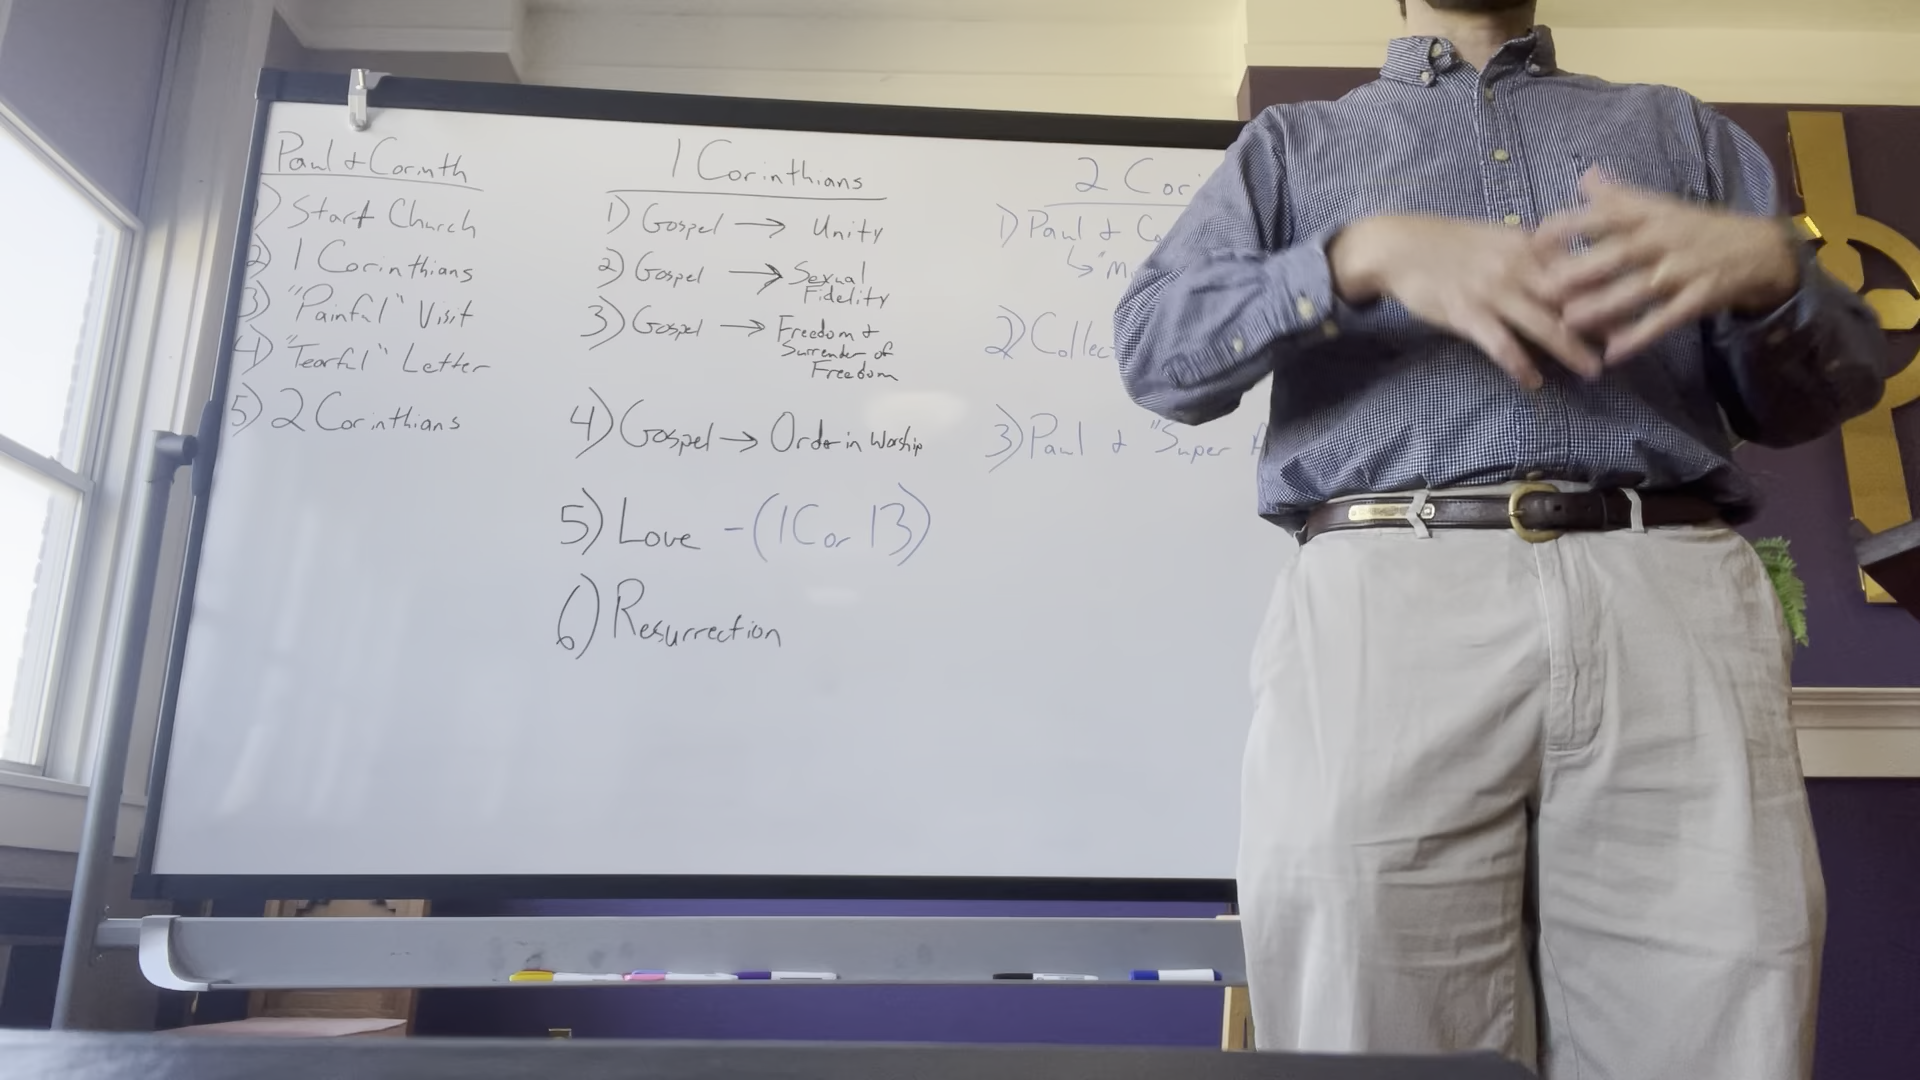 Paul & Corinth
1) Start Church
2) 1 Corinthians
3) "Painful" Visit
4) "Tearful" Letter
5) 2 Corinthians
1 Corinthians
1) Gospel → Unity
2) Gospel → Sexual
Fidelity
3) Gospel → Freedom &
Surrender of
Freedom
4) Gospel → Order in Worship
5) Love - (1 Cor 13)
6) Resurrection
2 Cor
1) Paul &
2)
3) Paul & "Super